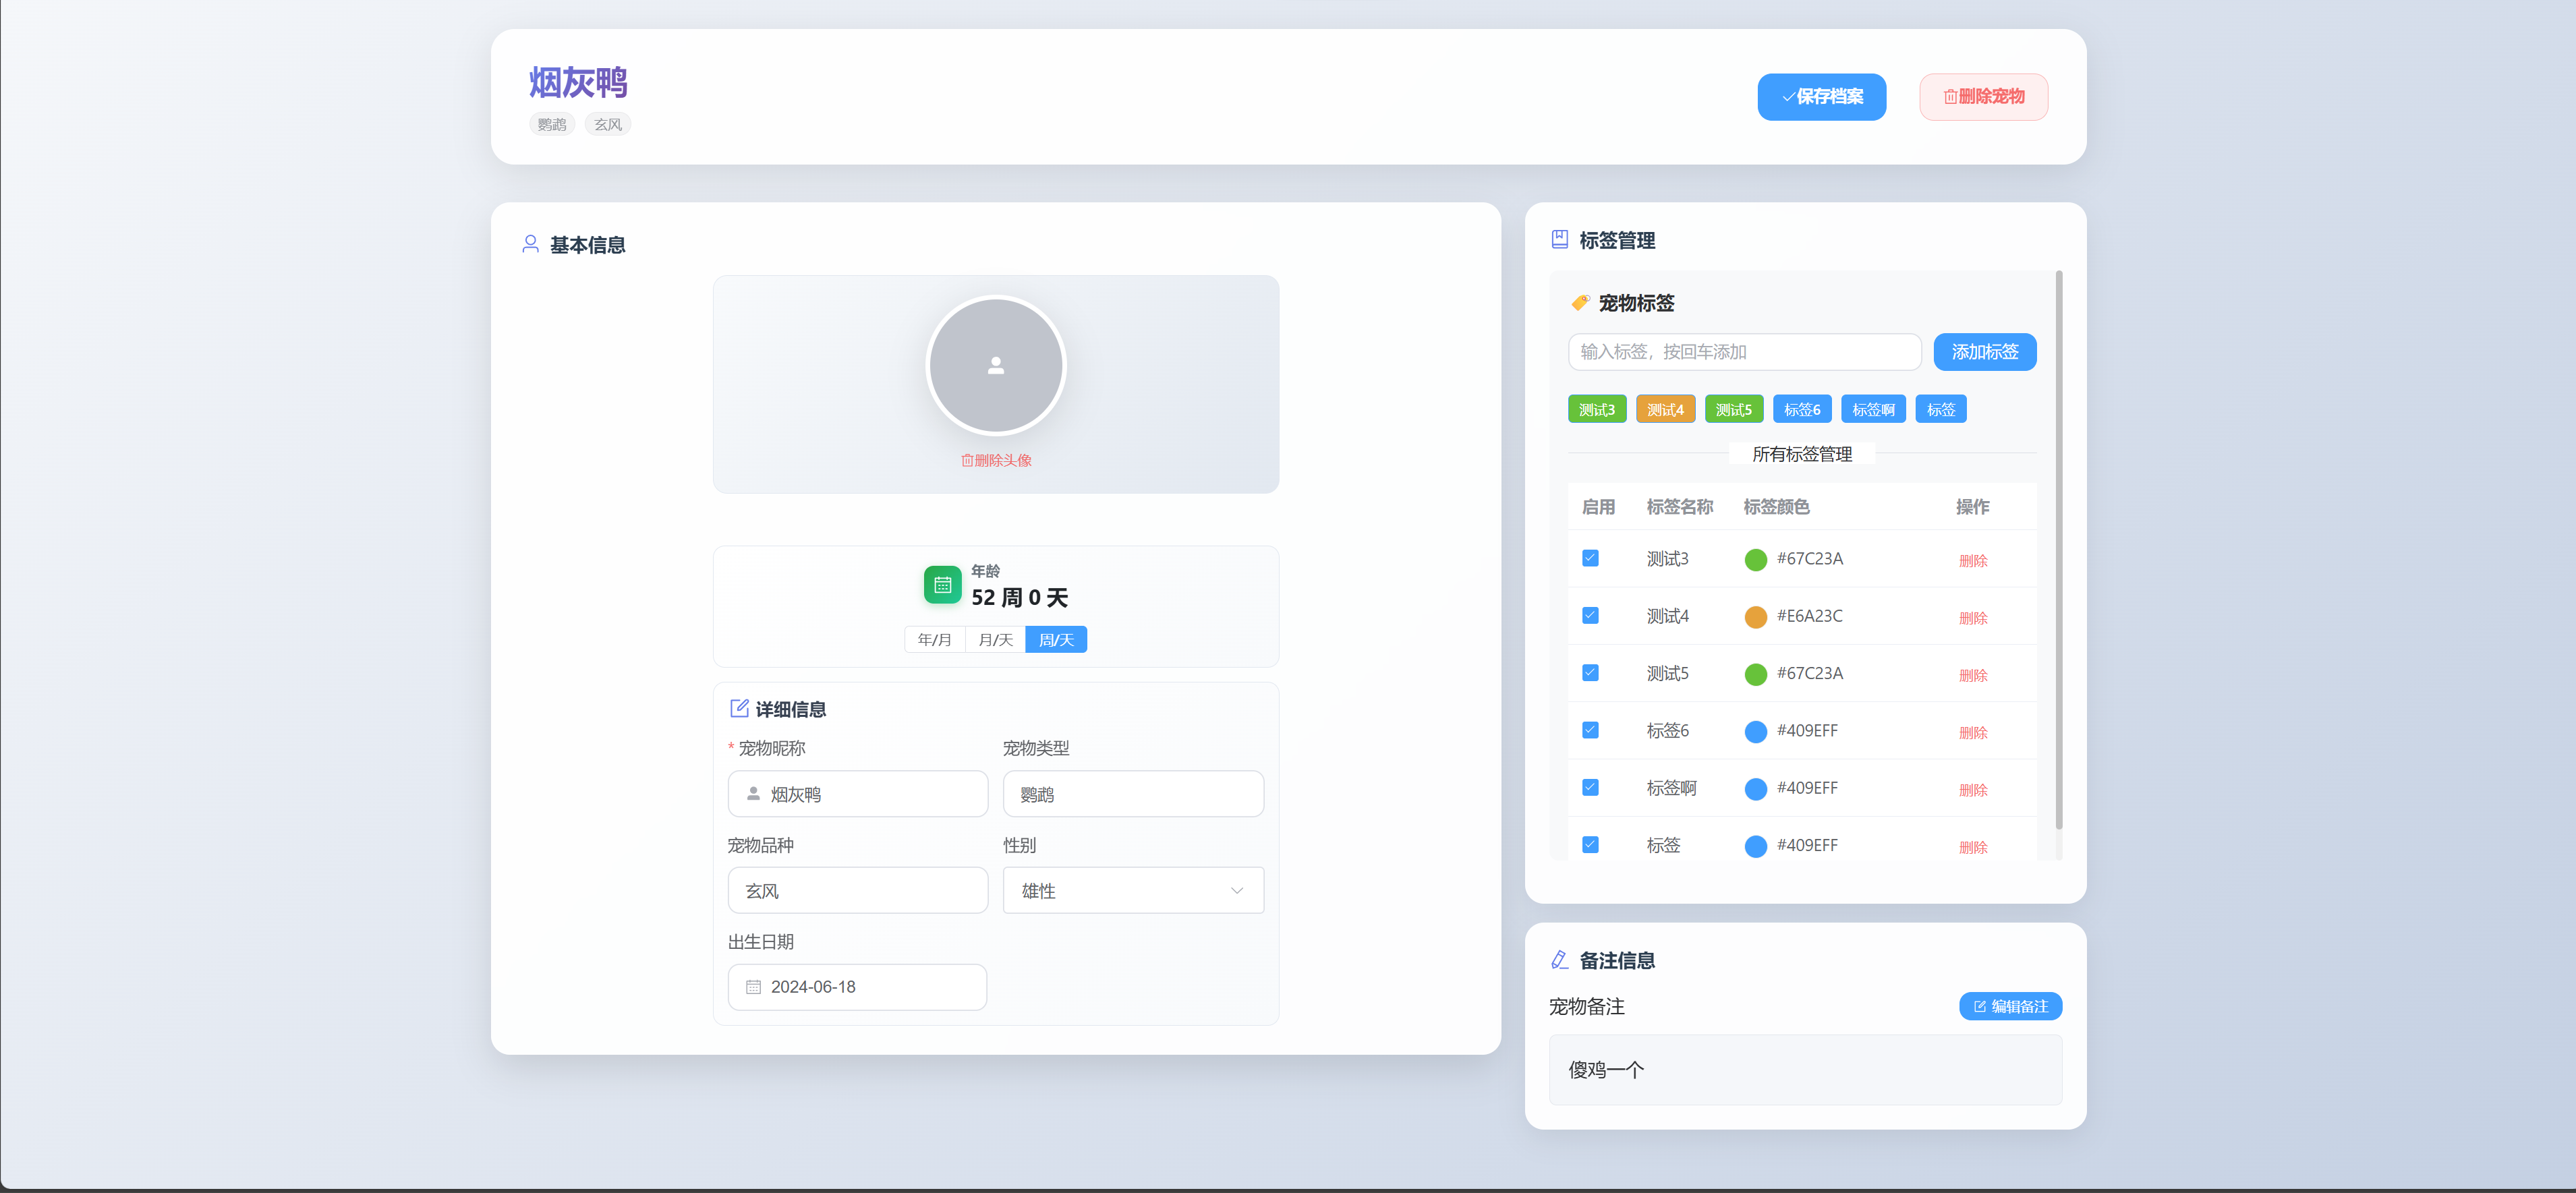 烟灰鸭
鹦鹉 玄风
保存档案 删除宠物
基本信息
删除头像
年龄
52 周 0 天
年/月 月/天 周/天
详细信息
* 宠物昵称 宠物类型
烟灰鸭 鹦鹉
宠物品种 性别
玄风 雄性
出生日期
2024-06-18
标签管理
宠物标签
输入标签，按回车添加 添加标签
测试3 测试4 测试5 标签6 标签啊 标签
所有标签管理
启用 标签名称 标签颜色 操作
测试3 #67C23A 删除
测试4 #E6A23C 删除
测试5 #67C23A 删除
标签6 #409EFF 删除
标签啊 #409EFF 删除
标签 #409EFF 删除
备注信息
宠物备注 编辑备注
傻鸡一个